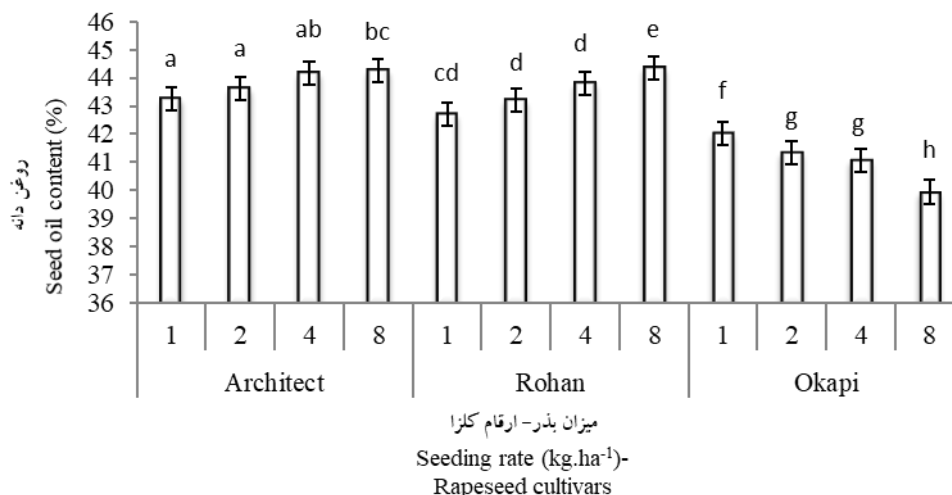 روغن دانه
Seed oil content (%)
46
45
44
43
42
41
40
39
38
37
36
a a ab bc cd d d e f g g h
1 2 4 8 1 2 4 8 1 2 4 8
Architect Rohan Okapi
میزان بذر- ارقام کلزا
Seeding rate (kg.ha⁻¹)-
Rapeseed cultivars